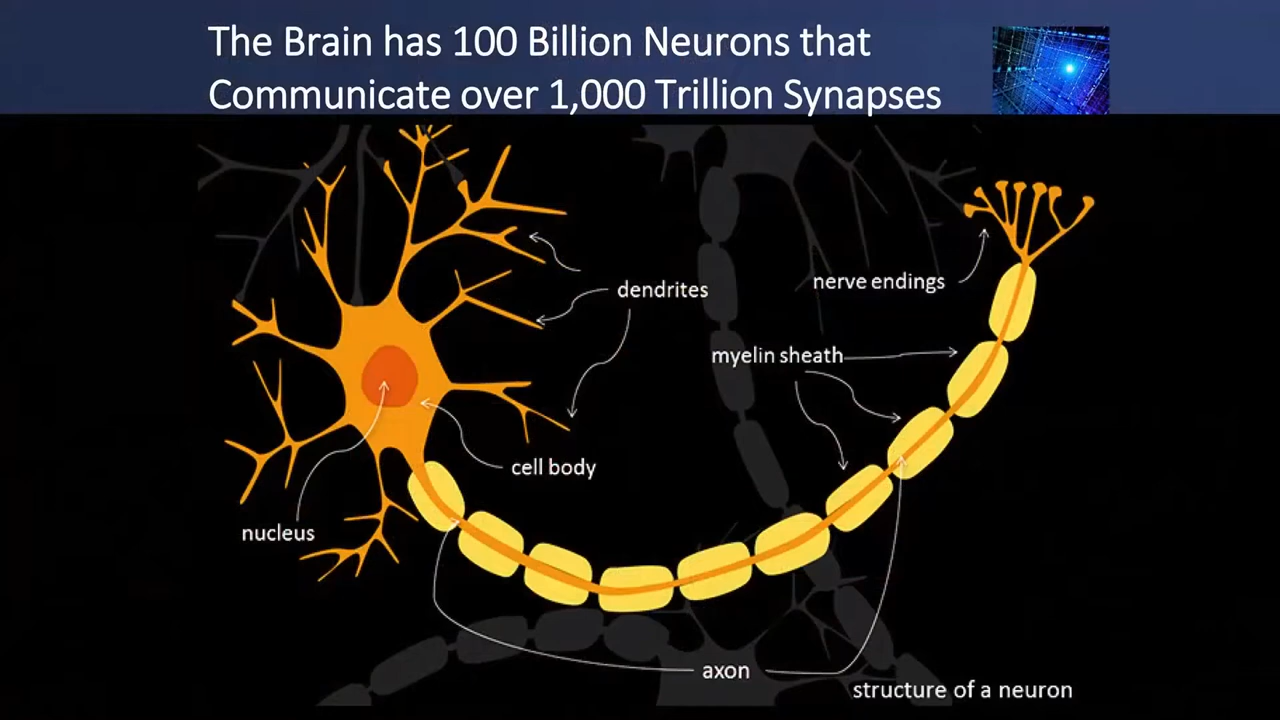 The Brain has 100 Billion Neurons that
Communicate over 1,000 Trillion Synapses
dendrites
nerve endings
myelin sheath
cell body
nucleus
axon
structure of a neuron